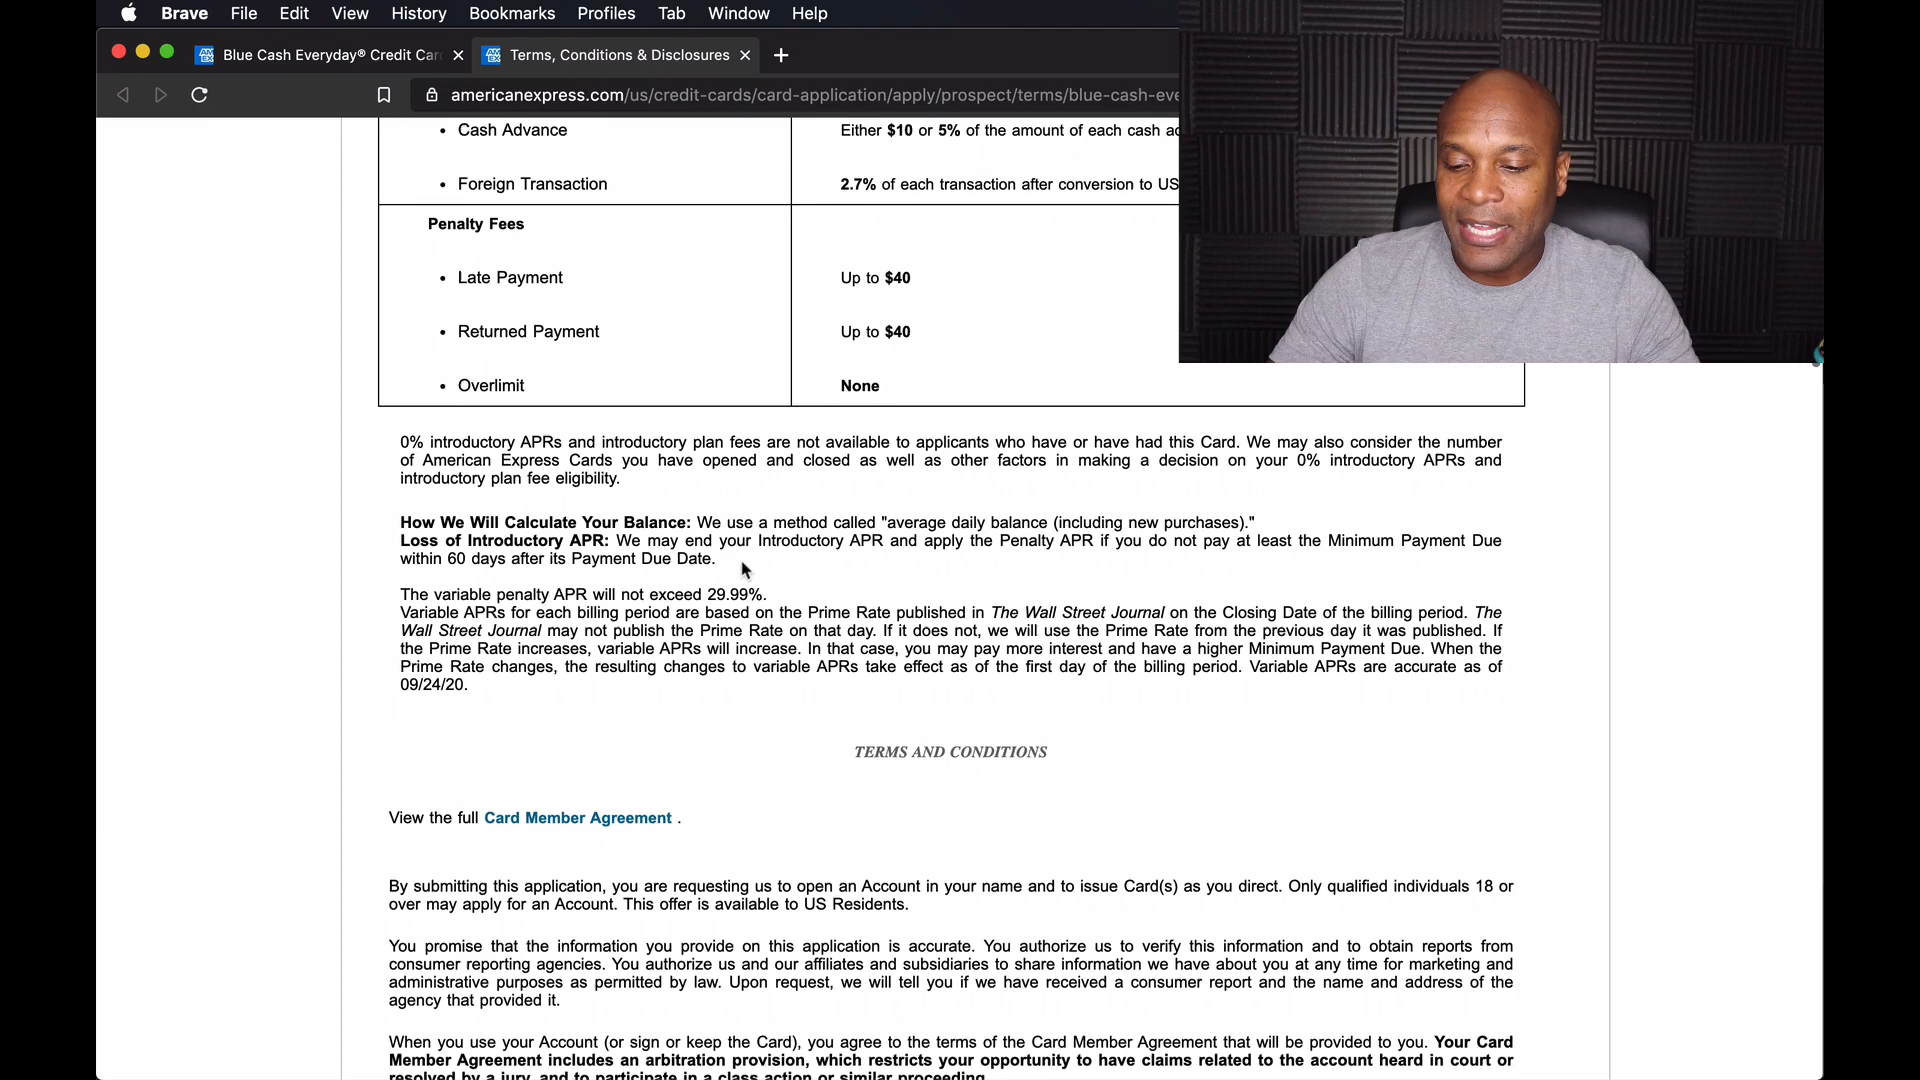 Brave File Edit View History Bookmarks Profiles Tab Window Help
Blue Cash Everyday® Credit Car
Terms, Conditions & Disclosures
americanexpress.com/us/credit-cards/card-application/apply/prospect/terms/blue-cash-eve
• Cash Advance
Either $10 or 5% of the amount of each cash
• Foreign Transaction
2.7% of each transaction after conversion to US
Penalty Fees
• Late Payment
Up to $40
• Returned Payment
Up to $40
• Overlimit
None
0% introductory APRs and introductory plan fees are not available to applicants who have or have had this Card. We may also consider the number
of American Express Cards you have opened and closed as well as other factors in making a decision on your 0% introductory APRs and
introductory plan fee eligibility.
How We Will Calculate Your Balance: We use a method called "average daily balance (including new purchases)."
Loss of Introductory APR: We may end your Introductory APR and apply the Penalty APR if you do not pay at least the Minimum Payment Due
within 60 days after its Payment Due Date.
The variable penalty APR will not exceed 29.99%.
Variable APRs for each billing period are based on the Prime Rate published in The Wall Street Journal on the Closing Date of the billing period. The
Wall Street Journal may not publish the Prime Rate on that day. If it does not, we will use the Prime Rate from the previous day it was published. If
the Prime Rate increases, variable APRs will increase. In that case, you may pay more interest and have a higher Minimum Payment Due. When the
Prime Rate changes, the resulting changes to variable APRs take effect as of the first day of the billing period. Variable APRs are accurate as of
09/24/20.
TERMS AND CONDITIONS
View the full Card Member Agreement .
By submitting this application, you are requesting us to open an Account in your name and to issue Card(s) as you direct. Only qualified individuals 18 or
over may apply for an Account. This offer is available to US Residents.
You promise that the information you provide on this application is accurate. You authorize us to verify this information and to obtain reports from
consumer reporting agencies. You authorize us and our affiliates and subsidiaries to share information we have about you at any time for marketing and
administrative purposes as permitted by law. Upon request, we will tell you if we have received a consumer report and the name and address of the
agency that provided it.
When you use your Account (or sign or keep the Card), you agree to the terms of the Card Member Agreement that will be provided to you. Your Card
Member Agreement includes an arbitration provision, which restricts your opportunity to have claims related to the account heard in court or
resolved by a jury, and to participate in a class action or similar proceeding.